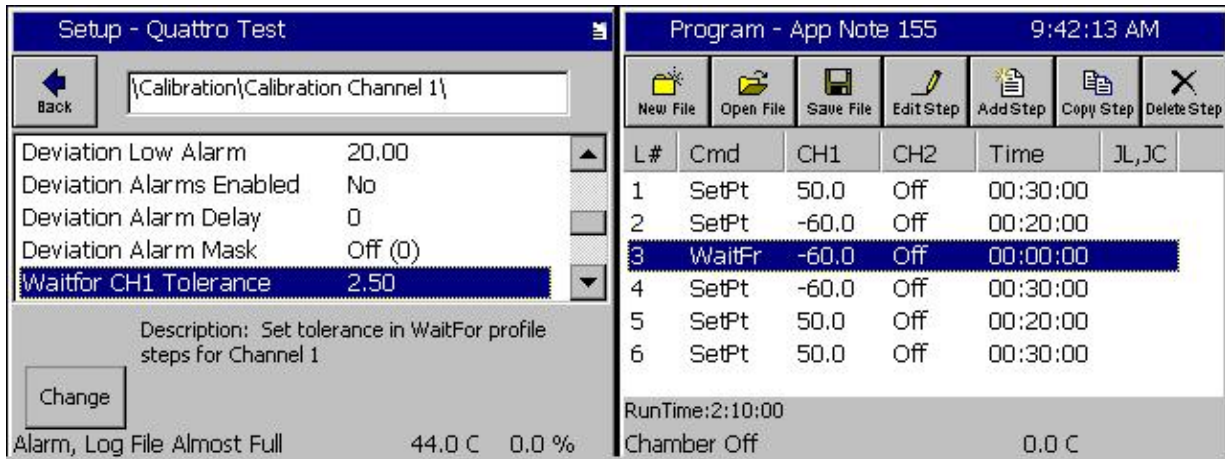 Setup - Quattro Test
Back
\Calibration\Calibration Channel 1\
Deviation Low Alarm 20.00
Deviation Alarms Enabled No
Deviation Alarm Delay 0
Deviation Alarm Mask Off (0)
Waitfor CH1 Tolerance 2.50
Description: Set tolerance in WaitFor profile
steps for Channel 1
Change
Alarm, Log File Almost Full 44.0 C 0.0 %
Program - App Note 155 9:42:13 AM
New File Open File Save File Edit Step Add Step Copy Step Delete Step
L# Cmd CH1 CH2 Time JL,JC
1 SetPt 50.0 Off 00:30:00
2 SetPt -60.0 Off 00:20:00
3 WaitFr -60.0 Off 00:00:00
4 SetPt -60.0 Off 00:30:00
5 SetPt 50.0 Off 00:20:00
6 SetPt 50.0 Off 00:30:00
RunTime:2:10:00
Chamber Off 0.0 C